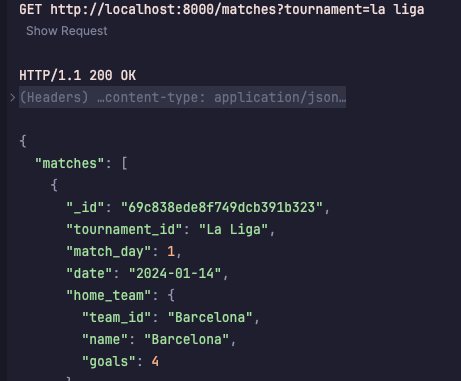 GET http://localhost:8000/matches?tournament=la liga
Show Request
HTTP/1.1 200 OK
(Headers) …content-type: application/json…
{
"matches": [
{
"_id": "69c838ede8f749dcb391b323",
"tournament_id": "La Liga",
"match_day": 1,
"date": "2024-01-14",
"home_team": {
"team_id": "Barcelona",
"name": "Barcelona",
"goals": 4
}